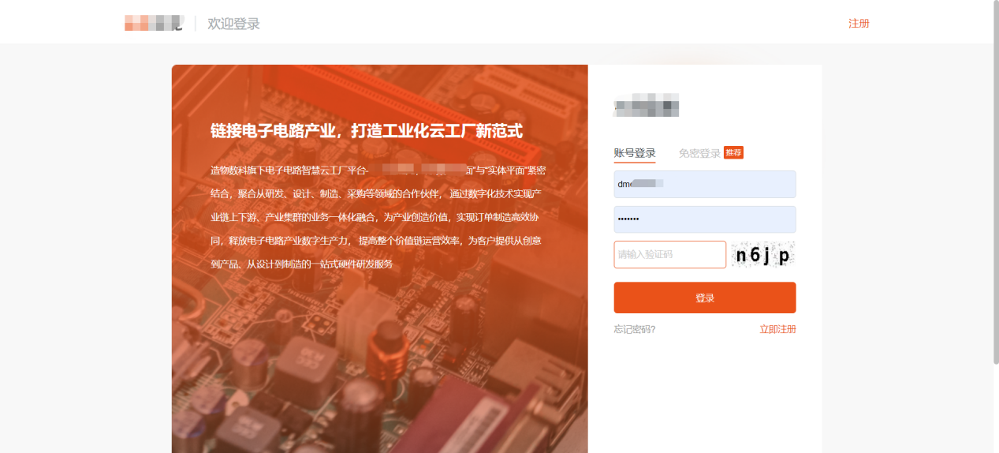 欢迎登录
注册
链接电子电路产业，打造工业化云工厂新范式
造物数科旗下电子电路智慧云工厂平台- 面"与"实体平面"紧密
结合，聚合从研发、设计、制造、采购等领域的合作伙伴， 通过数字化技术实现产
业链上下游、产业集群的业务一体化融合，为产业创造价值，实现订单制造高效协
同，释放电子电路产业数字生产力， 提高整个价值链运营效率，为客户提供从创意
到产品、从设计到制造的一站式硬件研发服务
账号登录 免密登录 推荐
dm
•••••••
请输入验证码 n6jp
登录
忘记密码? 立即注册